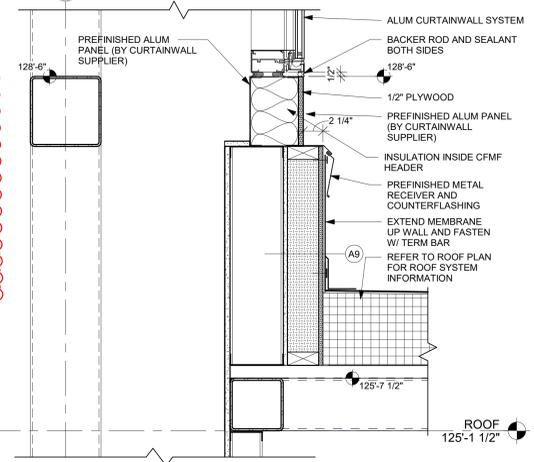 ALUM CURTAINWALL SYSTEM
PREFINISHED ALUM
PANEL (BY CURTAINWALL
SUPPLIER)
BACKER ROD AND SEALANT
BOTH SIDES
128'-6"
1/2"
128'-6"
1/2" PLYWOOD
PREFINISHED ALUM PANEL
(BY CURTAINWALL
SUPPLIER)
2 1/4"
INSULATION INSIDE CFMF
HEADER
PREFINISHED METAL
RECEIVER AND
COUNTERFLASHING
EXTEND MEMBRANE
UP WALL AND FASTEN
W/ TERM BAR
A9
REFER TO ROOF PLAN
FOR ROOF SYSTEM
INFORMATION
125'-7 1/2"
ROOF
125'-1 1/2"